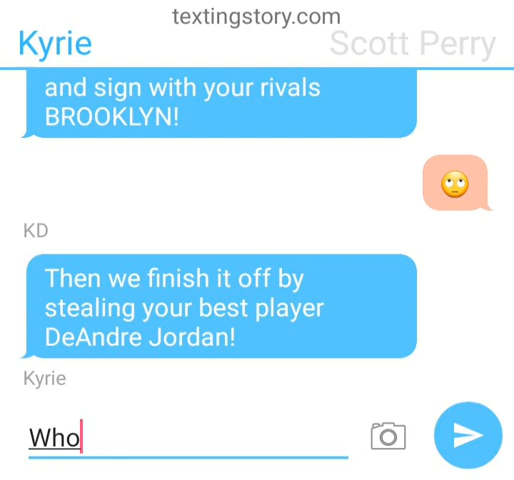 textingstory.com
Kyrie
Scott Perry
and sign with your rivals
BROOKLYN!
🙄
KD
Then we finish it off by
stealing your best player
DeAndre Jordan!
Kyrie
Who